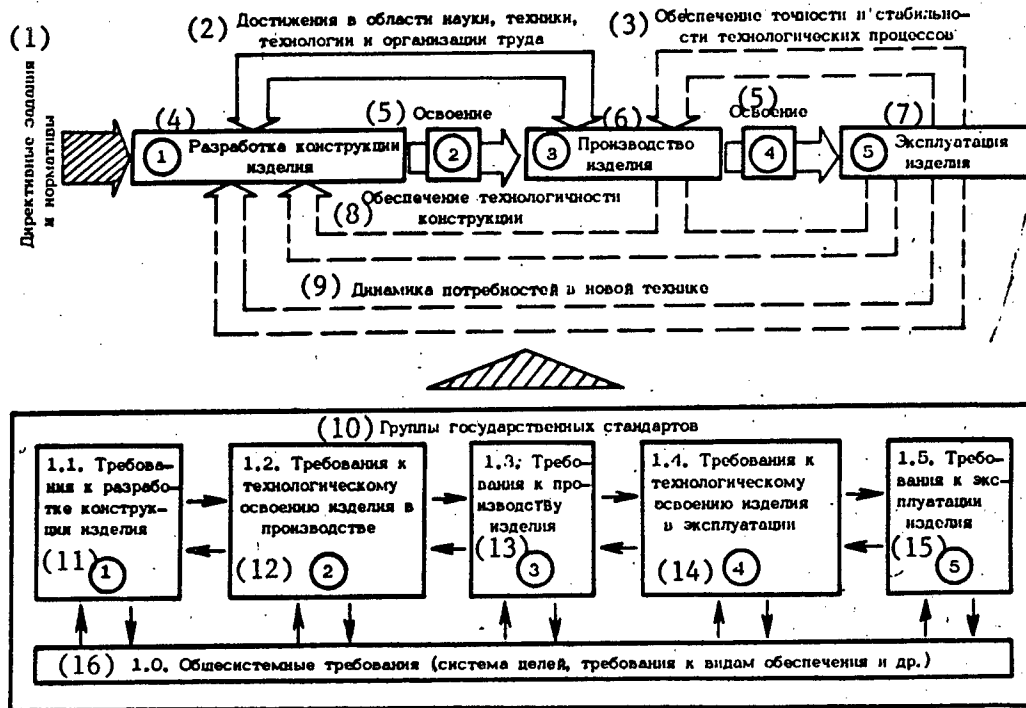 (1)
Директивные задания
и нормативы
(2) Достижения в области науки, техники,
технологии и организации труда
(3) Обеспечение точности и стабильно-
сти технологических процессов
(4)
1 Разработка конструкции
изделия
(5) Освоение
2
(6)
3 Производство
изделия
(5)
Освоение
4
(7)
5 Эксплуатация
изделия
(8) Обеспечение технологичности
конструкции
(9) Динамика потребностей в новой технике
(10) Группы государственных стандартов
1.1. Требова-
ния к разрабо-
тке конструк-
ции изделия
(11) 1
1.2. Требования к
технологическому
освоению изделия в
производстве
(12) 2
1.3. Требо-
вания к про-
изводству
изделия
(13) 3
1.4. Требования к
технологическому
освоению изделия
в эксплуатации
(14) 4
1.5. Требо-
вания к экс-
плуатации
изделия
(15) 5
(16) 1.0. Общесистемные требования (система целей, требования к видам обеспечения и др.)